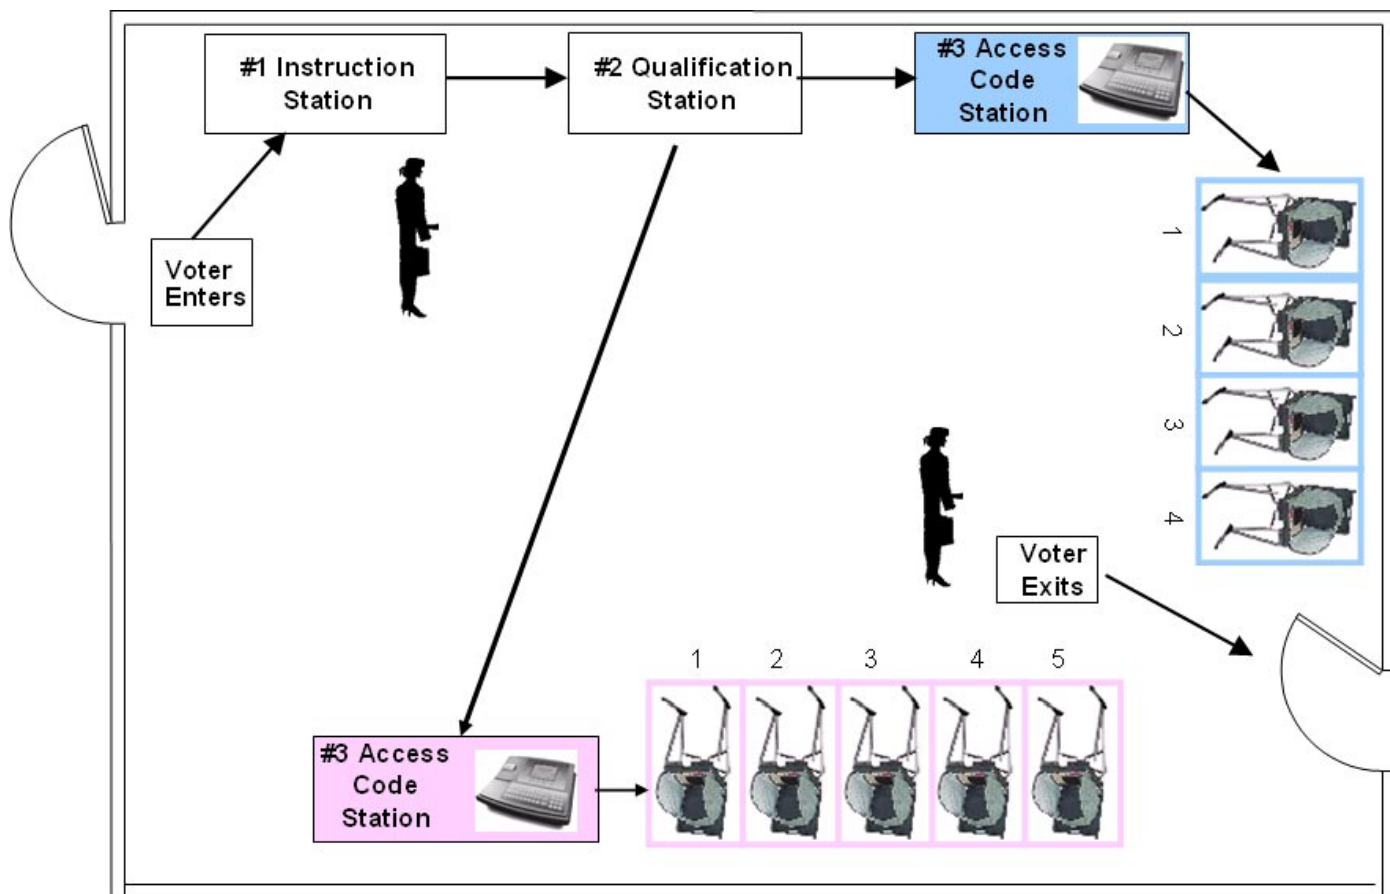 #1 Instruction
Station
#2 Qualification
Station
#3 Access
Code
Station
Voter
Enters
1
2
3
4
Voter
Exits
1 2 3 4 5
#3 Access
Code
Station